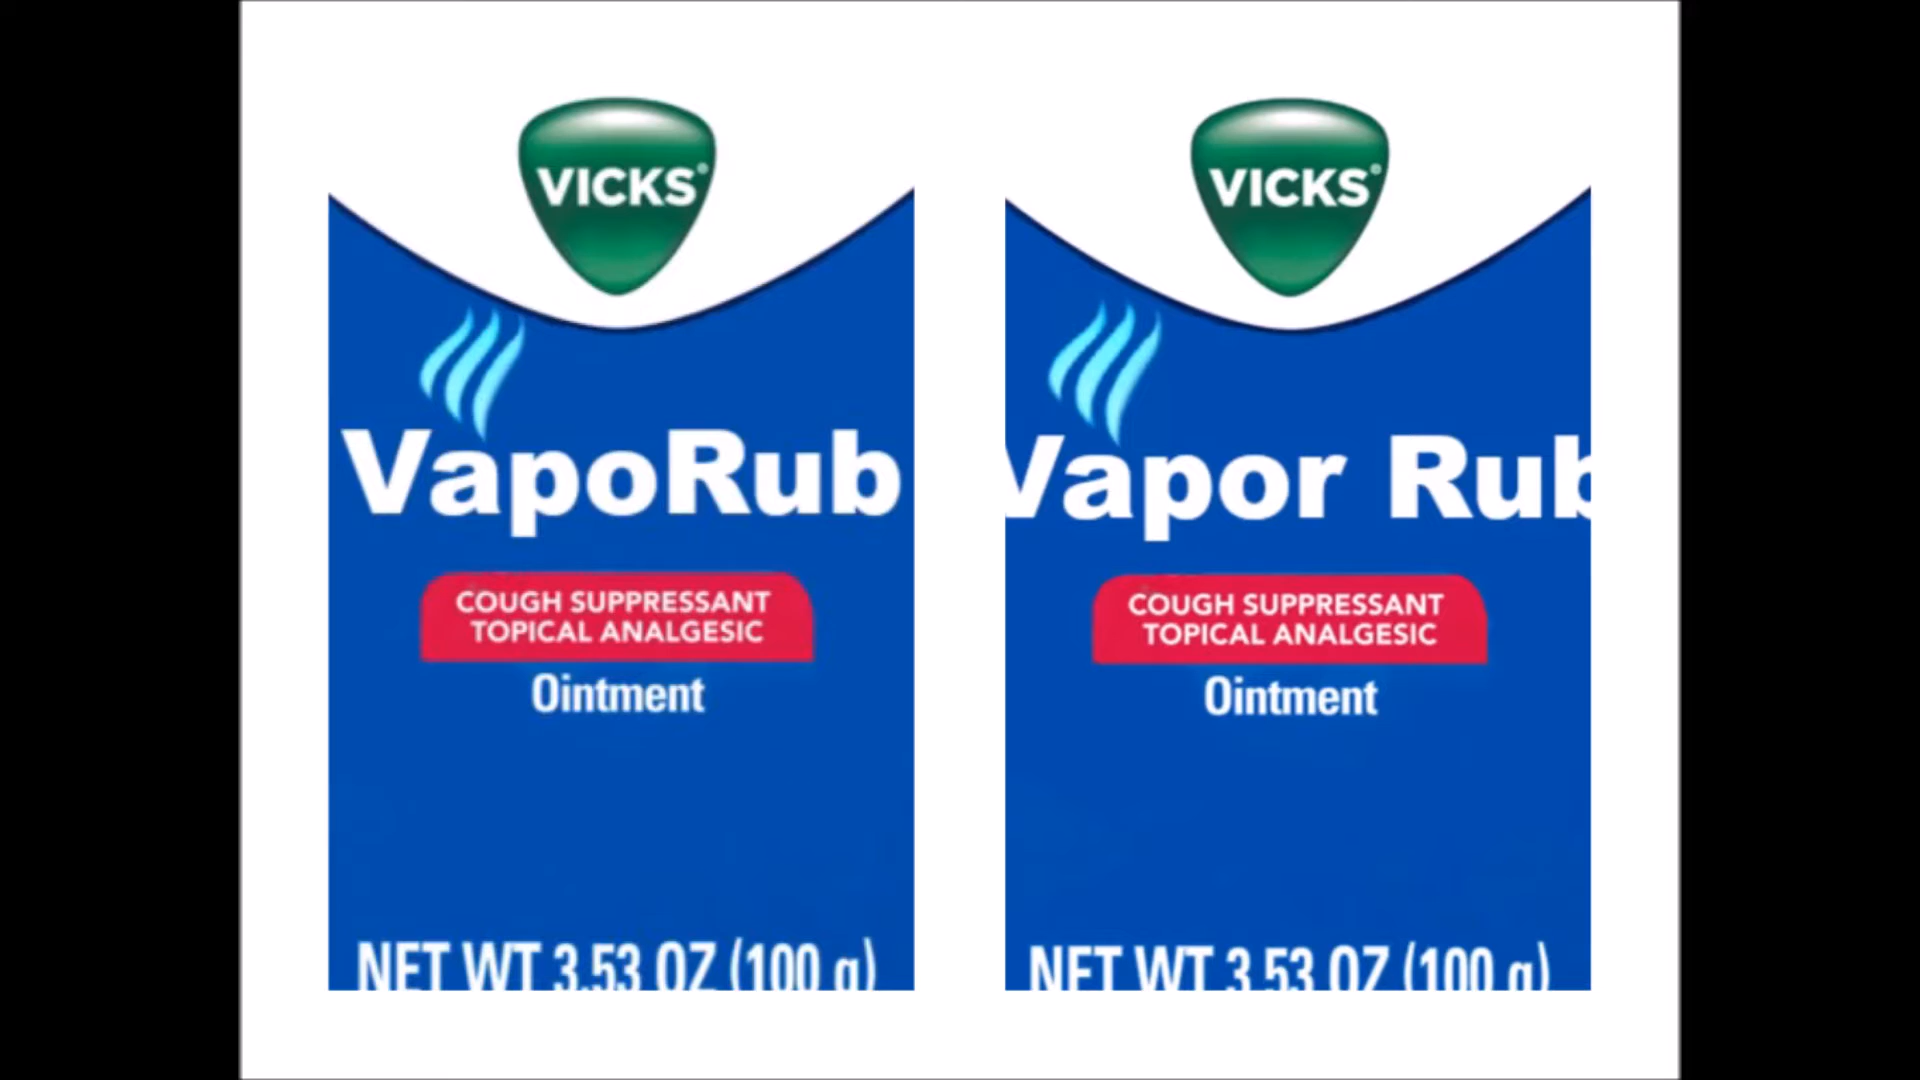 VICKS®
VapoRub
COUGH SUPPRESSANT
TOPICAL ANALGESIC
Ointment
NET WT 3.53 OZ (100 g)
VICKS®
Vapor Rub
COUGH SUPPRESSANT
TOPICAL ANALGESIC
Ointment
NET WT 3.53 OZ (100 g)